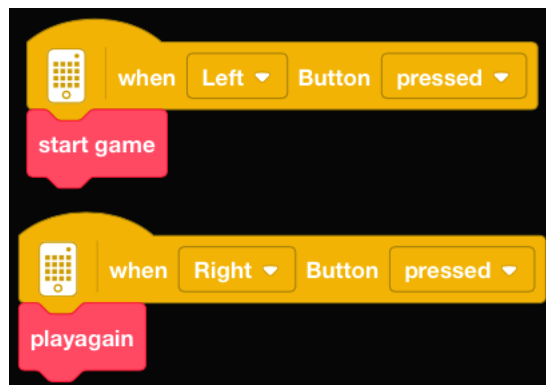 when Left Button pressed
start game
when Right Button pressed
playagain